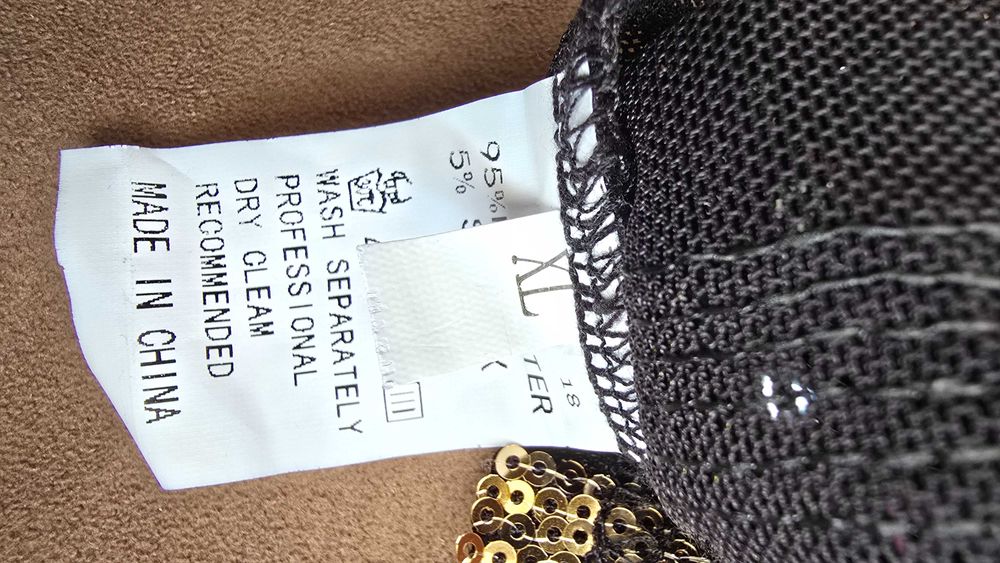 XL
18
TER
95%
5%
WASH SEPARATELY
PROFESSIONAL
DRY CLEAM
RECOMMENDED
MADE IN CHINA